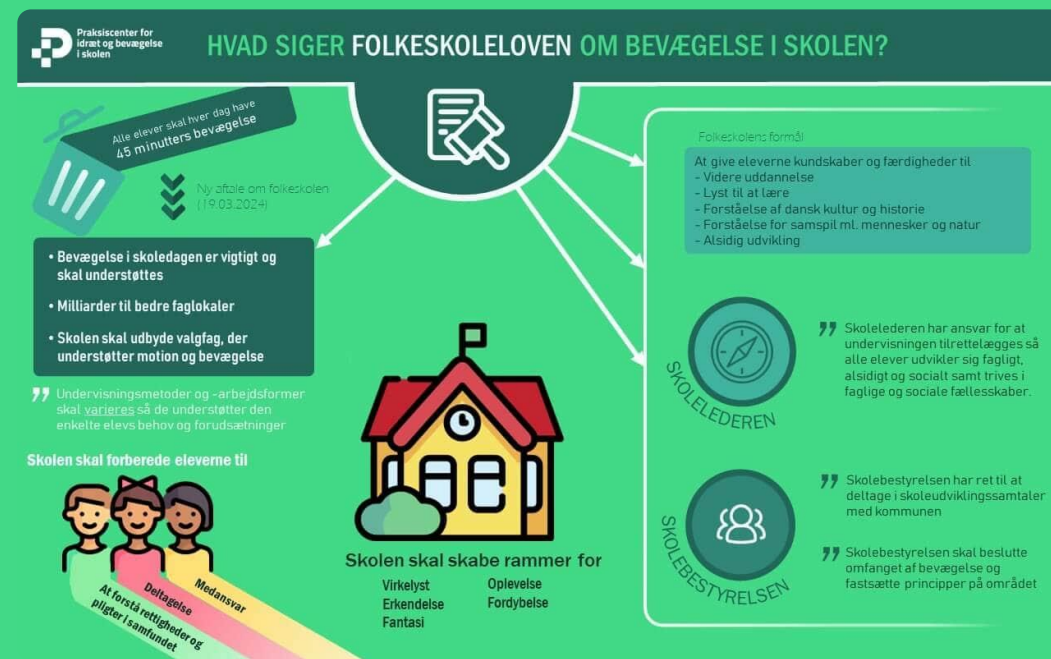 Praksiscenter for
idræt og bevægelse
i skolen
HVAD SIGER FOLKESKOLELOVEN OM BEVÆGELSE I SKOLEN?
Alle elever skal hver dag have
45 minutters bevægelse
Ny aftale om folkeskolen
(19.03.2024)
• Bevægelse i skoledagen er vigtigt og
skal understøttes
• Milliarder til bedre faglokaler
• Skolen skal udbyde valgfag, der
understøtter motion og bevægelse
" Undervisningsmetoder og -arbejdsformer
skal varieres så de understøtter den
enkelte elevs behov og forudsætninger
Skolen skal forberede eleverne til
At forstå rettigheder og
pligter i samfundet
Deltagelse
Medansvar
Skolen skal skabe rammer for
Virkelyst
Erkendelse
Fantasi
Oplevelse
Fordybelse
Folkeskolens formål
At give eleverne kundskaber og færdigheder til
- Videre uddannelse
- Lyst til at lære
- Forståelse af dansk kultur og historie
- Forståelse for samspil ml. mennesker og natur
- Alsidig udvikling
SKOLELEDEREN
" Skolelederen har ansvar for at
undervisningen tilrettelægges så
alle elever udvikler sig fagligt,
alsidigt og socialt samt trives i
faglige og sociale fællesskaber.
SKOLEBESTYRELSEN
" Skolebestyrelsen har ret til at
deltage i skoleudviklingssamtaler
med kommunen
" Skolebestyrelsen skal beslutte
omfanget af bevægelse og
fastsætte principper på området